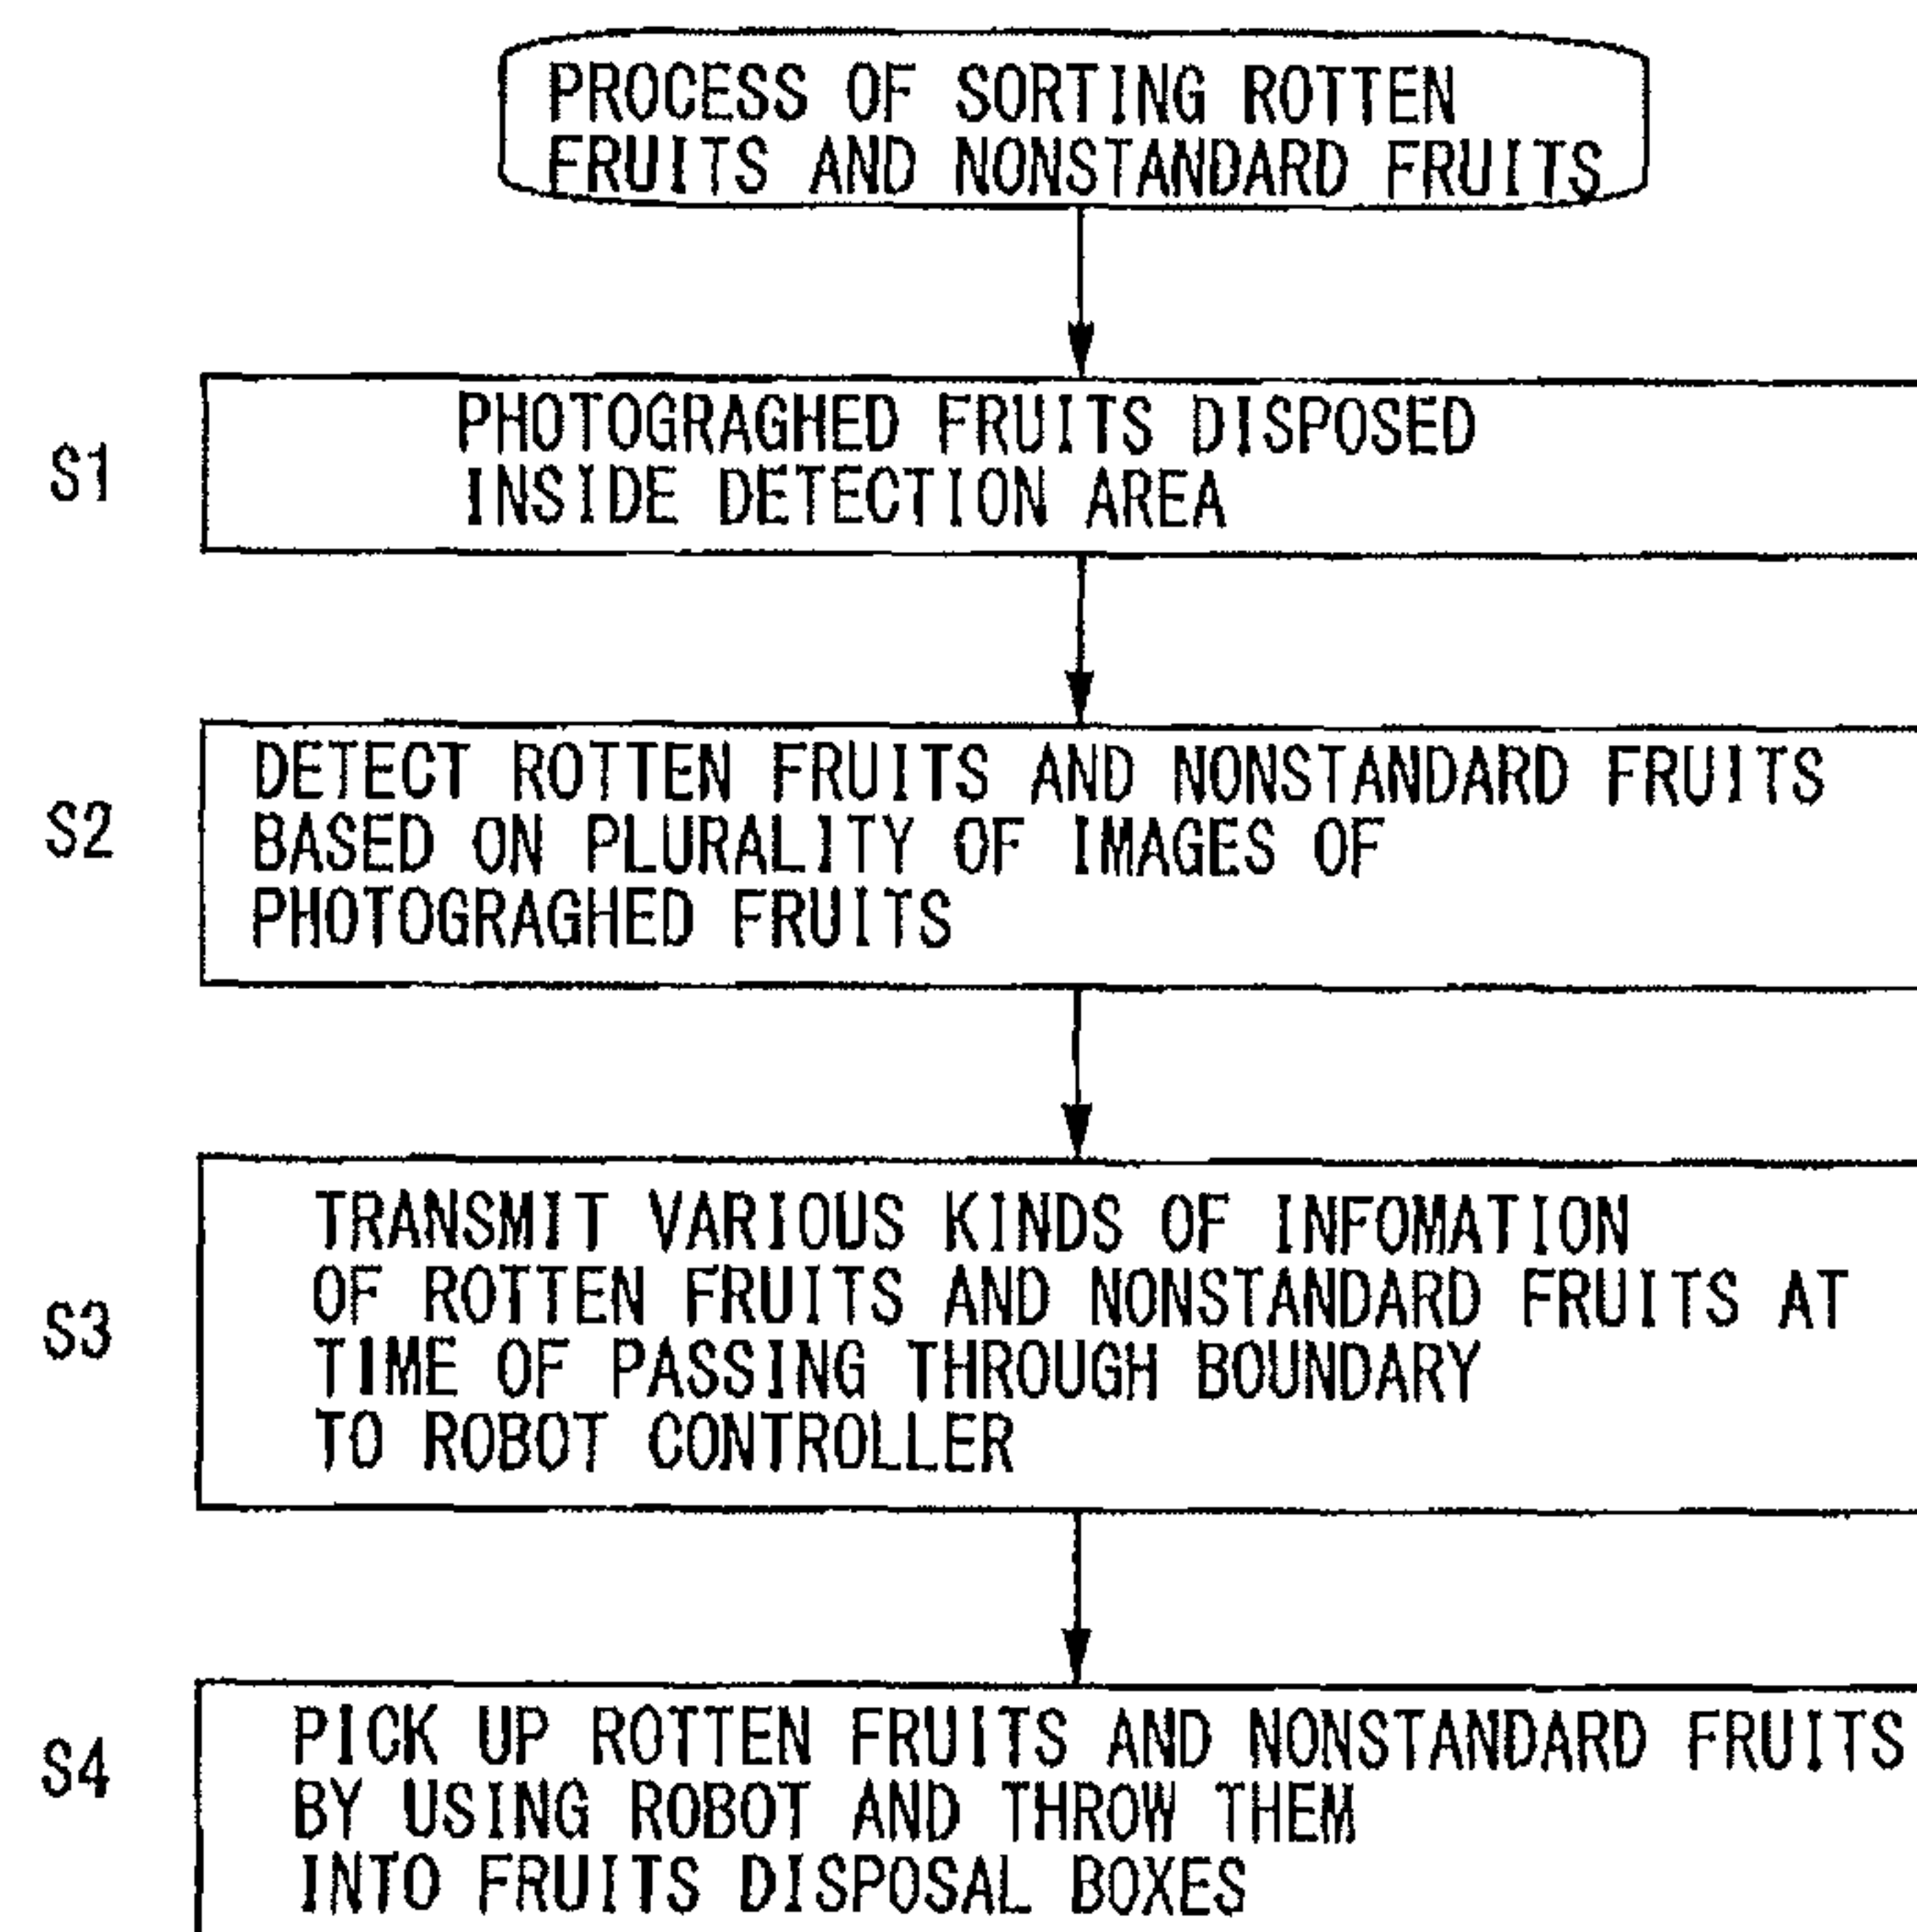 PROCESS OF SORTING ROTTEN
FRUITS AND NONSTANDARD FRUITS
S1
PHOTOGRAGHED FRUITS DISPOSED
INSIDE DETECTION AREA
S2
DETECT ROTTEN FRUITS AND NONSTANDARD FRUITS
BASED ON PLURALITY OF IMAGES OF
PHOTOGRAGHED FRUITS
S3
TRANSMIT VARIOUS KINDS OF INFOMATION
OF ROTTEN FRUITS AND NONSTANDARD FRUITS AT
TIME OF PASSING THROUGH BOUNDARY
TO ROBOT CONTROLLER
S4
PICK UP ROTTEN FRUITS AND NONSTANDARD FRUITS
BY USING ROBOT AND THROW THEM
INTO FRUITS DISPOSAL BOXES